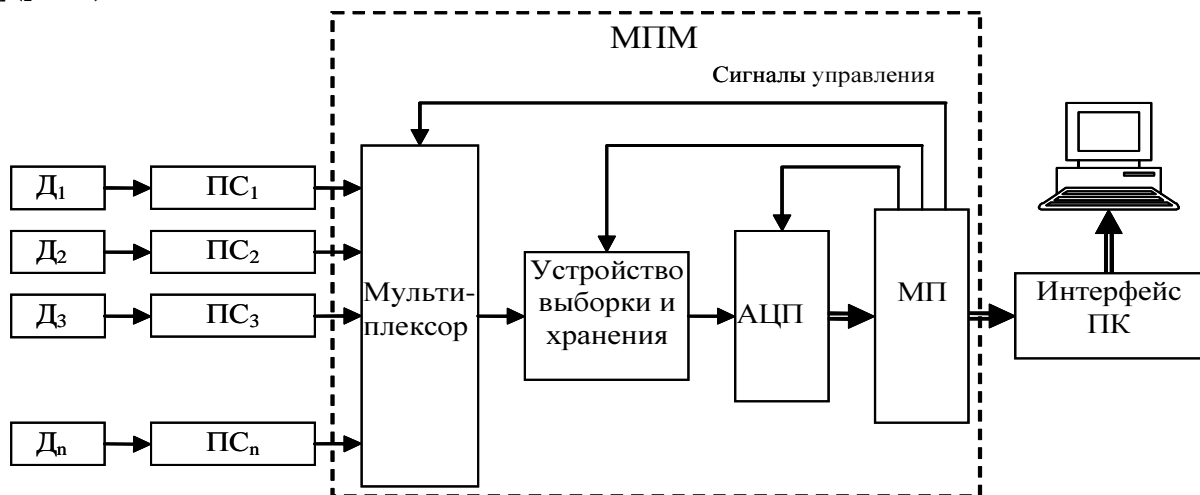 МПМ
Сигналы управления
Д₁
ПС₁
Д₂
ПС₂
Д₃
ПС₃
Дₙ
ПСₙ
Мульти-
плексор
Устройство
выборки и
хранения
АЦП
МП
Интерфейс
ПК